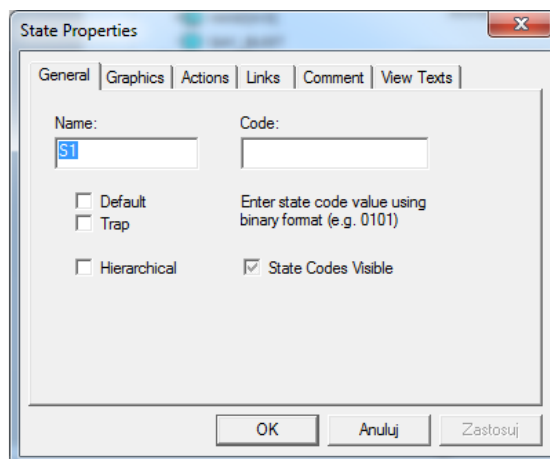 State Properties
General Graphics Actions Links Comment View Texts
Name: Code:
S1
Default
Trap
Enter state code value using
binary format (e.g. 0101)
Hierarchical State Codes Visible
OK Anuluj Zastosuj